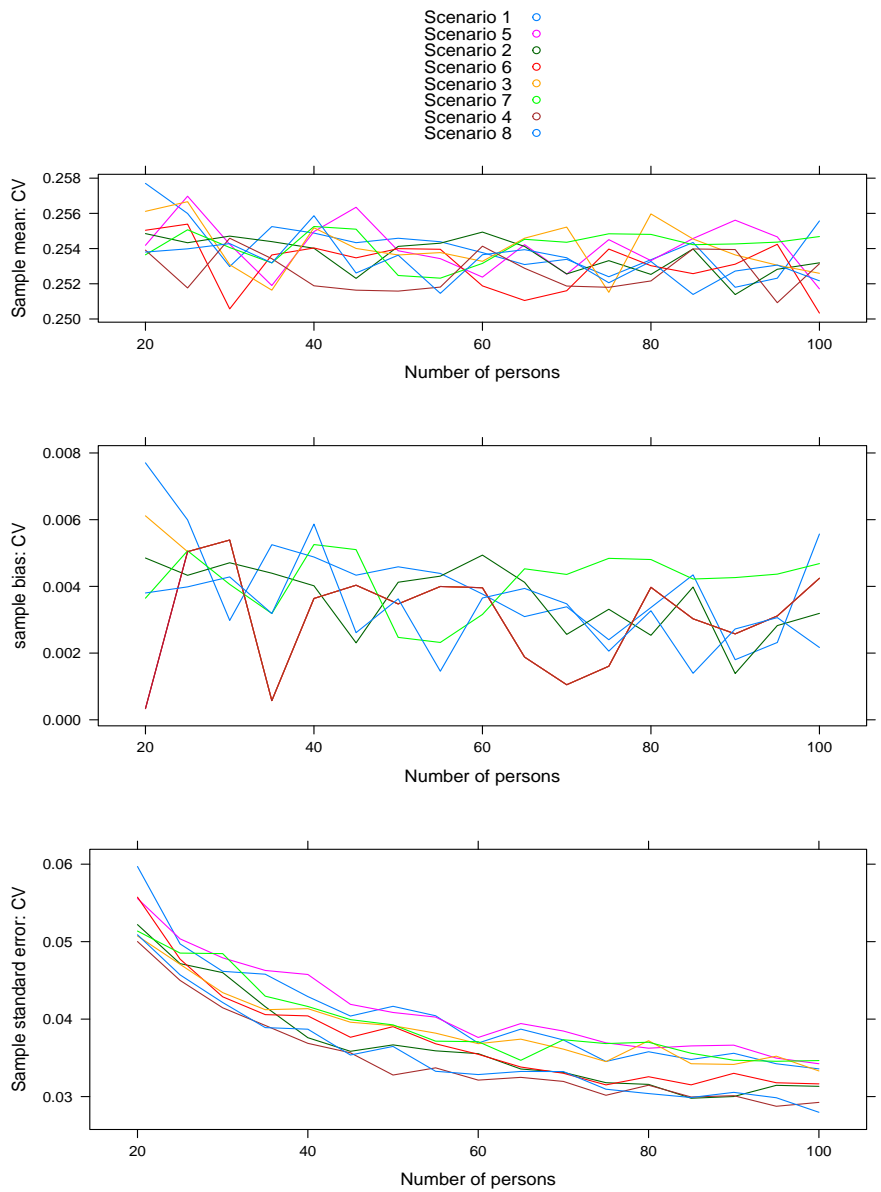 Scenario 1
Scenario 5
Scenario 2
Scenario 6
Scenario 3
Scenario 7
Scenario 4
Scenario 8
Sample mean: CV
0.258
0.256
0.254
0.252
0.250
20 40 60 80 100
Number of persons
sample bias: CV
0.008
0.006
0.004
0.002
0.000
20 40 60 80 100
Number of persons
Sample standard error: CV
0.06
0.05
0.04
0.03
20 40 60 80 100
Number of persons